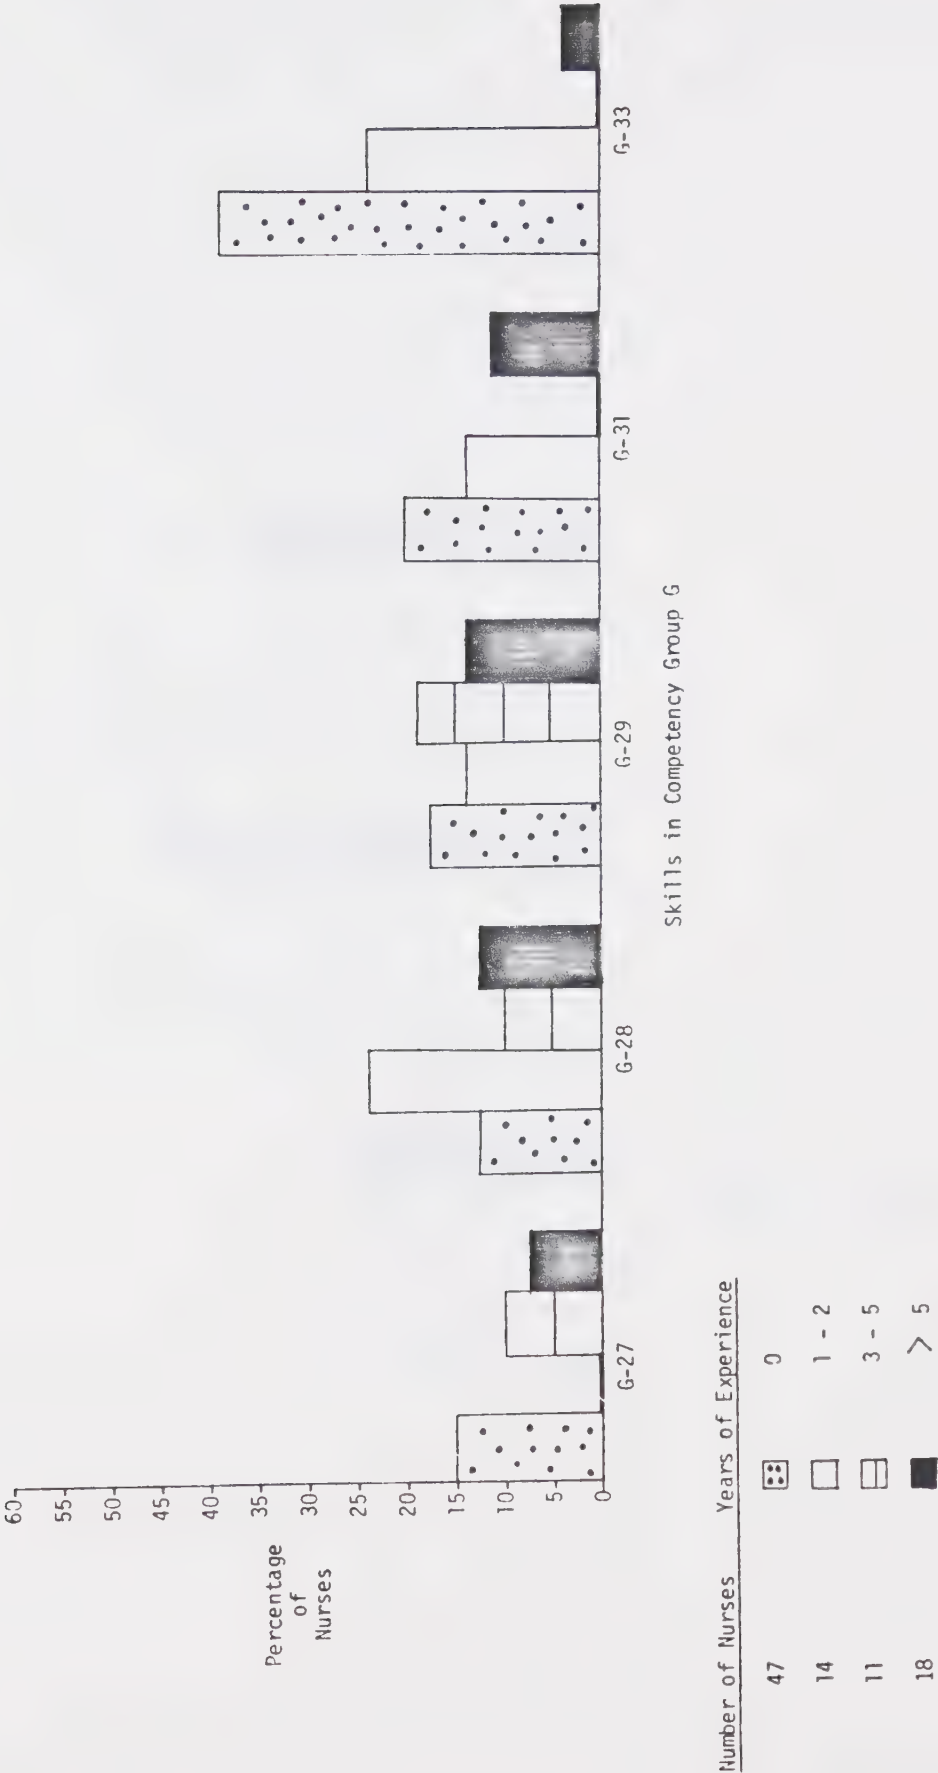 60
55
50
45
40
35
30
25
20
15
10
5
0
Percentage
of
Nurses
G-27
G-28
G-29
G-31
G-33
Skills in Competency Group G
Number of Nurses Years of Experience
47 0
14 1 - 2
11 3 - 5
18 > 5